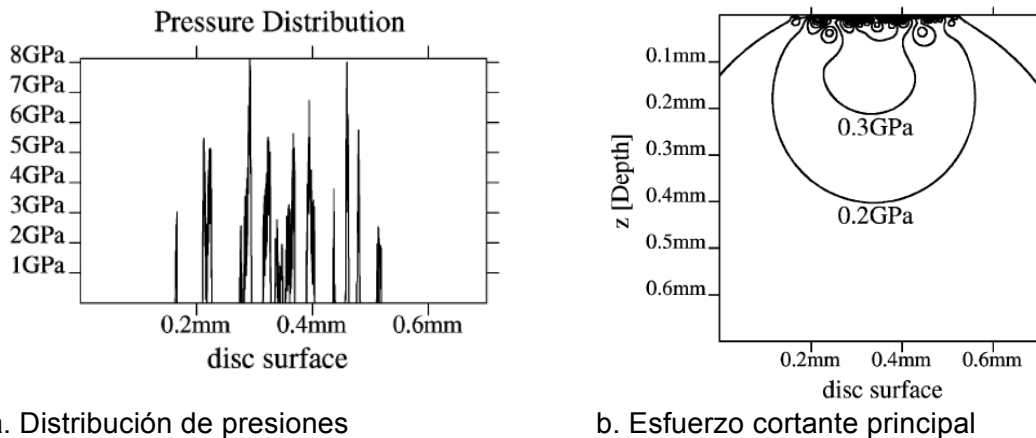 Pressure Distribution
8GPa
7GPa
6GPa
5GPa
4GPa
3GPa
2GPa
1GPa
0.2mm 0.4mm 0.6mm
disc surface
a. Distribución de presiones
0.1mm
0.2mm
0.3mm
0.4mm
0.5mm
0.6mm
z [Depth]
0.3GPa
0.2GPa
0.2mm 0.4mm 0.6mm
disc surface
b. Esfuerzo cortante principal